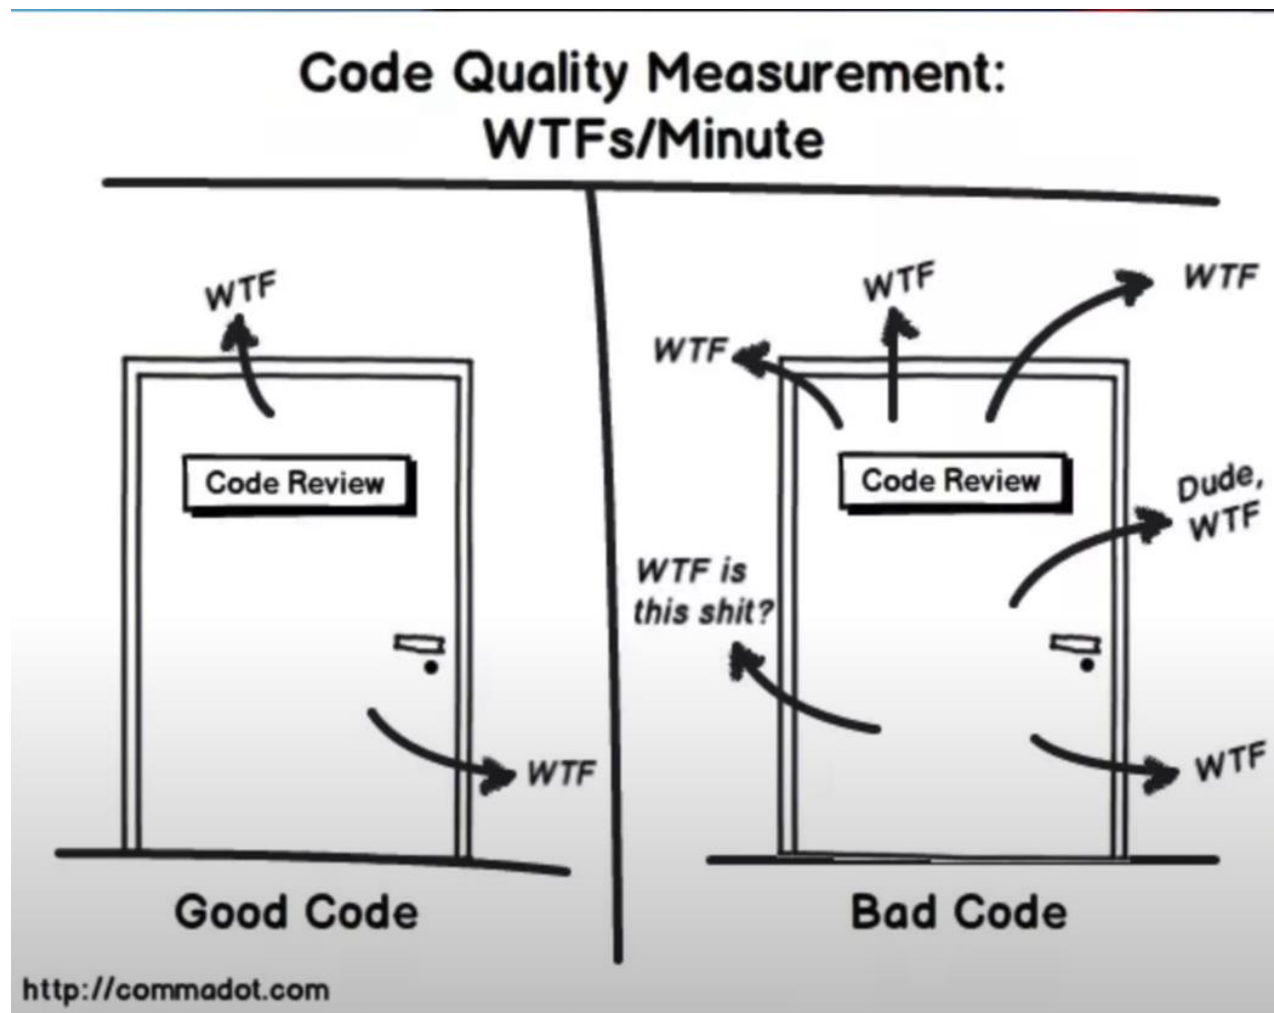 Code Quality Measurement:
WTFs/Minute
WTF
Code Review
WTF
Good Code
WTF
WTF
WTF
Code Review
Dude,
WTF
WTF is
this shit?
WTF
Bad Code
http://commadot.com